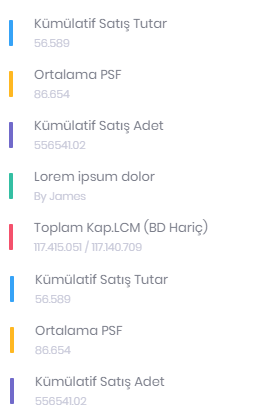 Kümülatif Satış Tutar
56.589
Ortalama PSF
86.654
Kümülatif Satış Adet
556541.02
Lorem ipsum dolor
By James
Toplam Kap.LCM (BD Hariç)
117.415.051 / 117.140.709
Kümülatif Satış Tutar
56.589
Ortalama PSF
86.654
Kümülatif Satış Adet
556541.02